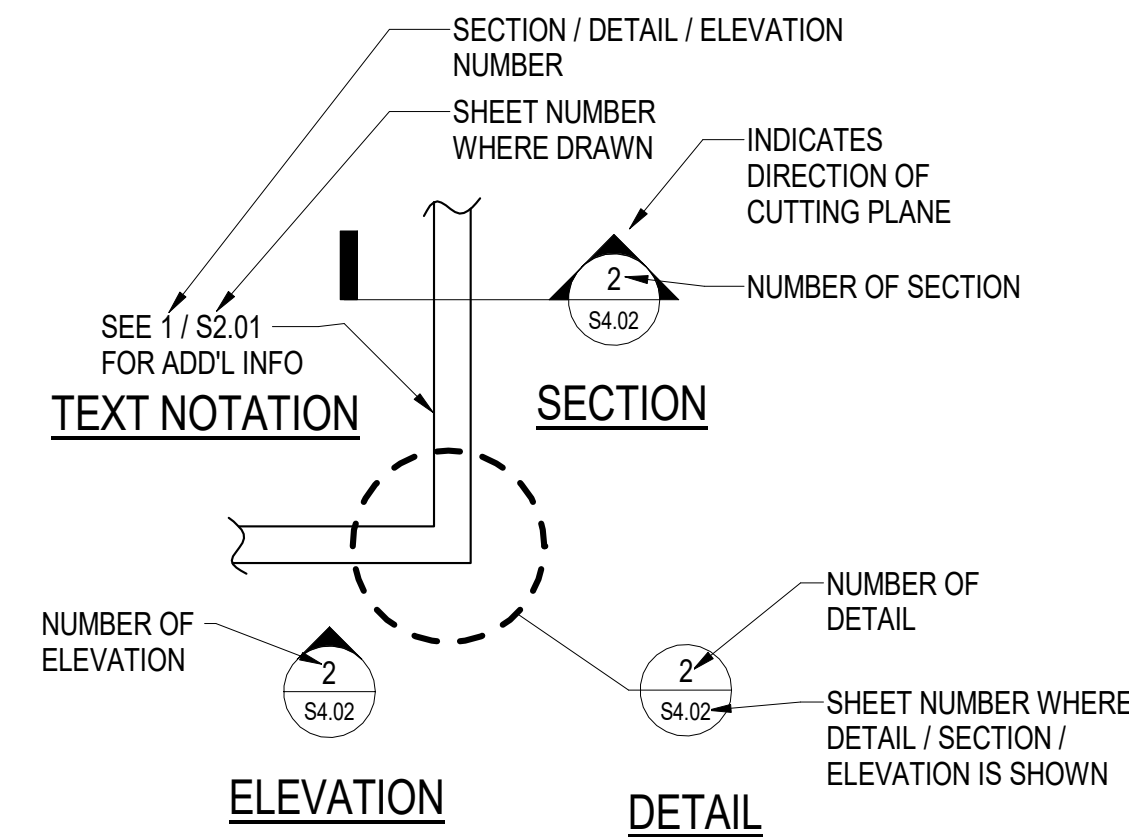 SECTION / DETAIL / ELEVATION
NUMBER
SHEET NUMBER
WHERE DRAWN
INDICATES
DIRECTION OF
CUTTING PLANE
2
NUMBER OF SECTION
S4.02
SEE 1 / S2.01
FOR ADD'L INFO
TEXT NOTATION
SECTION
NUMBER OF
ELEVATION
2
S4.02
ELEVATION
NUMBER OF
DETAIL
2
S4.02
SHEET NUMBER WHERE
DETAIL / SECTION /
ELEVATION IS SHOWN
DETAIL